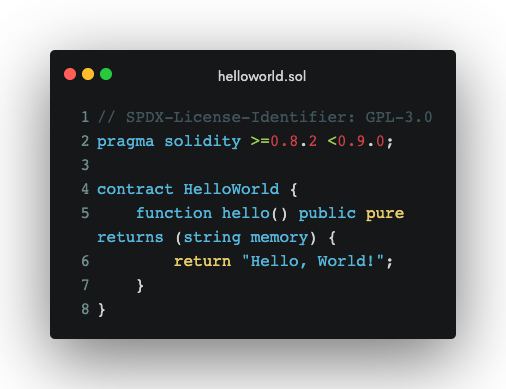 helloworld.sol
1 // SPDX-License-Identifier: GPL-3.0
2 pragma solidity >=0.8.2 <0.9.0;
3
4 contract HelloWorld {
5     function hello() public pure
returns (string memory) {
6         return "Hello, World!";
7     }
8 }